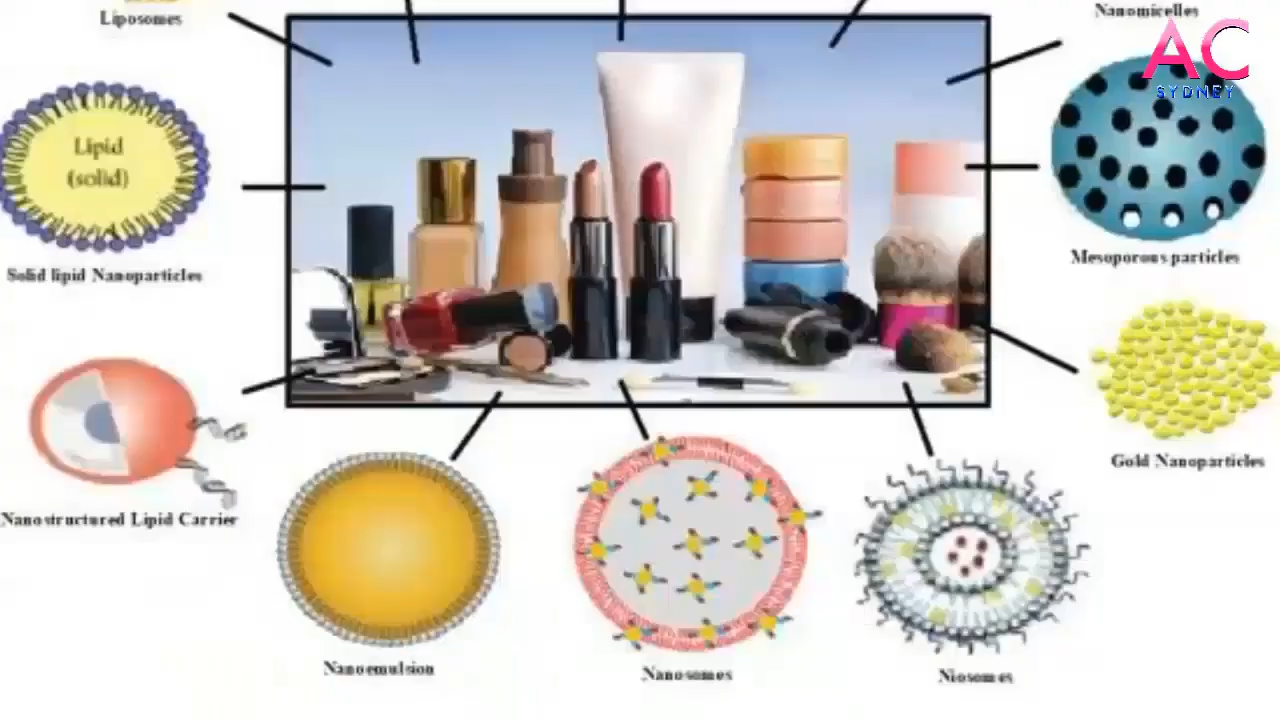 Liposomes
Nanomicelles
AC
SYDNEY
Lipid
(solid)
Solid lipid Nanoparticles
Mesoporous particles
Gold Nanoparticles
Nanostructured Lipid Carrier
Nanoemulsion
Nanosomes
Niosomes